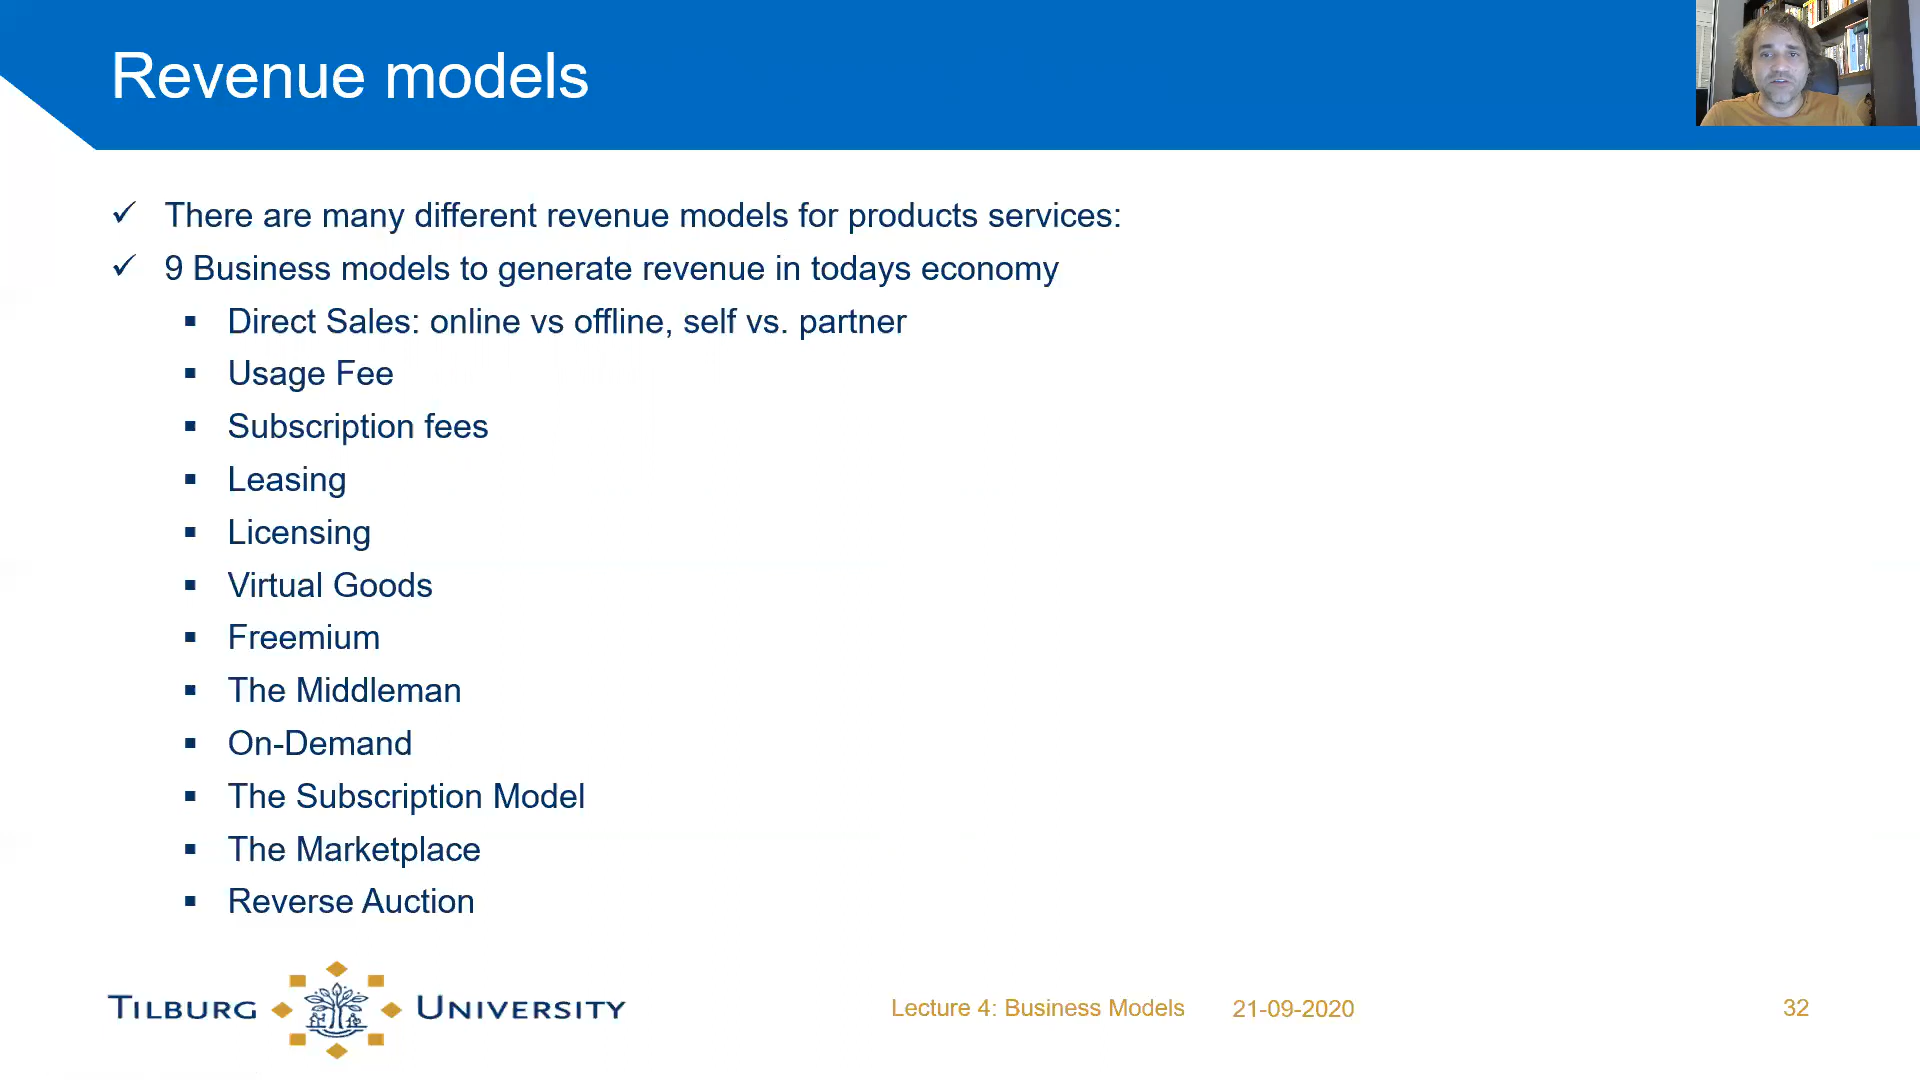 Revenue models
There are many different revenue models for products services:
9 Business models to generate revenue in todays economy
Direct Sales: online vs offline, self vs. partner
Usage Fee
Subscription fees
Leasing
Licensing
Virtual Goods
Freemium
The Middleman
On-Demand
The Subscription Model
The Marketplace
Reverse Auction
TILBURG UNIVERSITY
Lecture 4: Business Models 21-09-2020 32